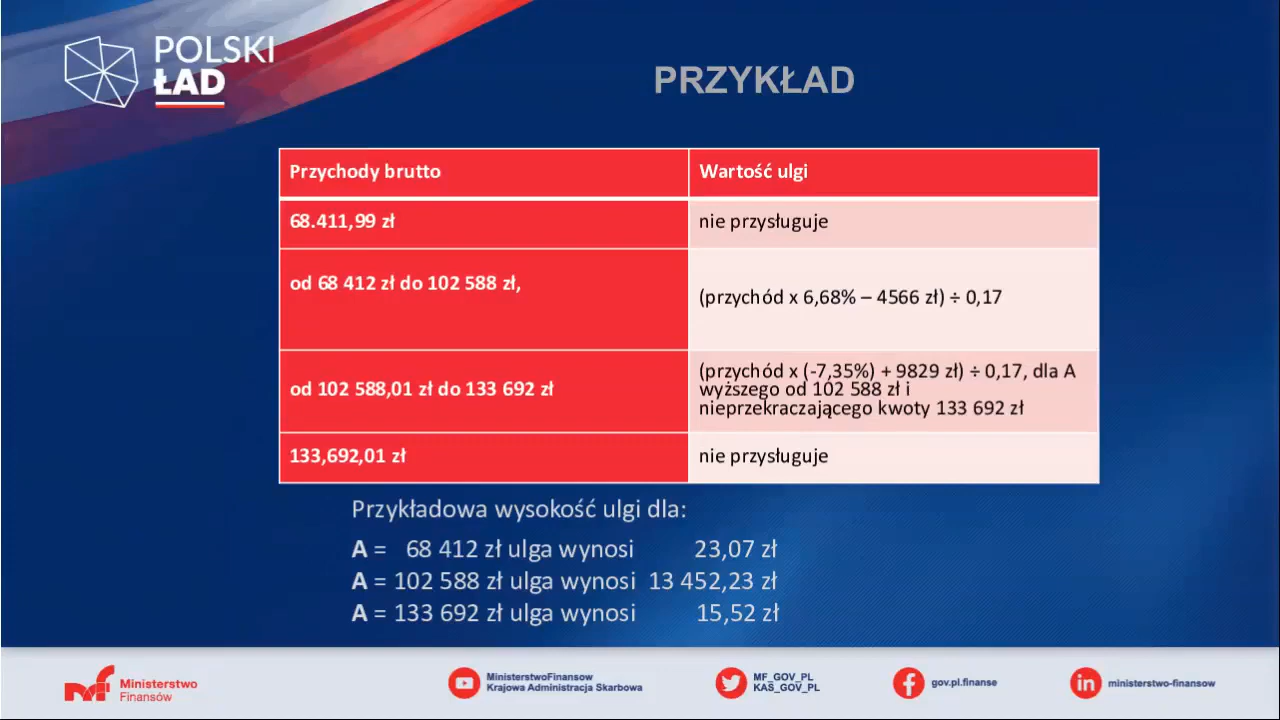 POLSKI
ŁAD
PRZYKŁAD
Przychody brutto
Wartość ulgi
68.411,99 zł
nie przysługuje
od 68 412 zł do 102 588 zł,
(przychód x 6,68% – 4566 zł) ÷ 0,17
od 102 588,01 zł do 133 692 zł
(przychód x (-7,35%) + 9829 zł) ÷ 0,17, dla A
wyższego od 102 588 zł i
nieprzekraczającego kwoty 133 692 zł
133,692,01 zł
nie przysługuje
Przykładowa wysokość ulgi dla:
A = 68 412 zł ulga wynosi 23,07 zł
A = 102 588 zł ulga wynosi 13 452,23 zł
A = 133 692 zł ulga wynosi 15,52 zł
Ministerstwo
Finansów
MinisterstwoFinansow
Krajowa Administracja Skarbowa
MF_GOV_PL
KAS_GOV_PL
gov.pl.finanse
ministerstwo-finansow